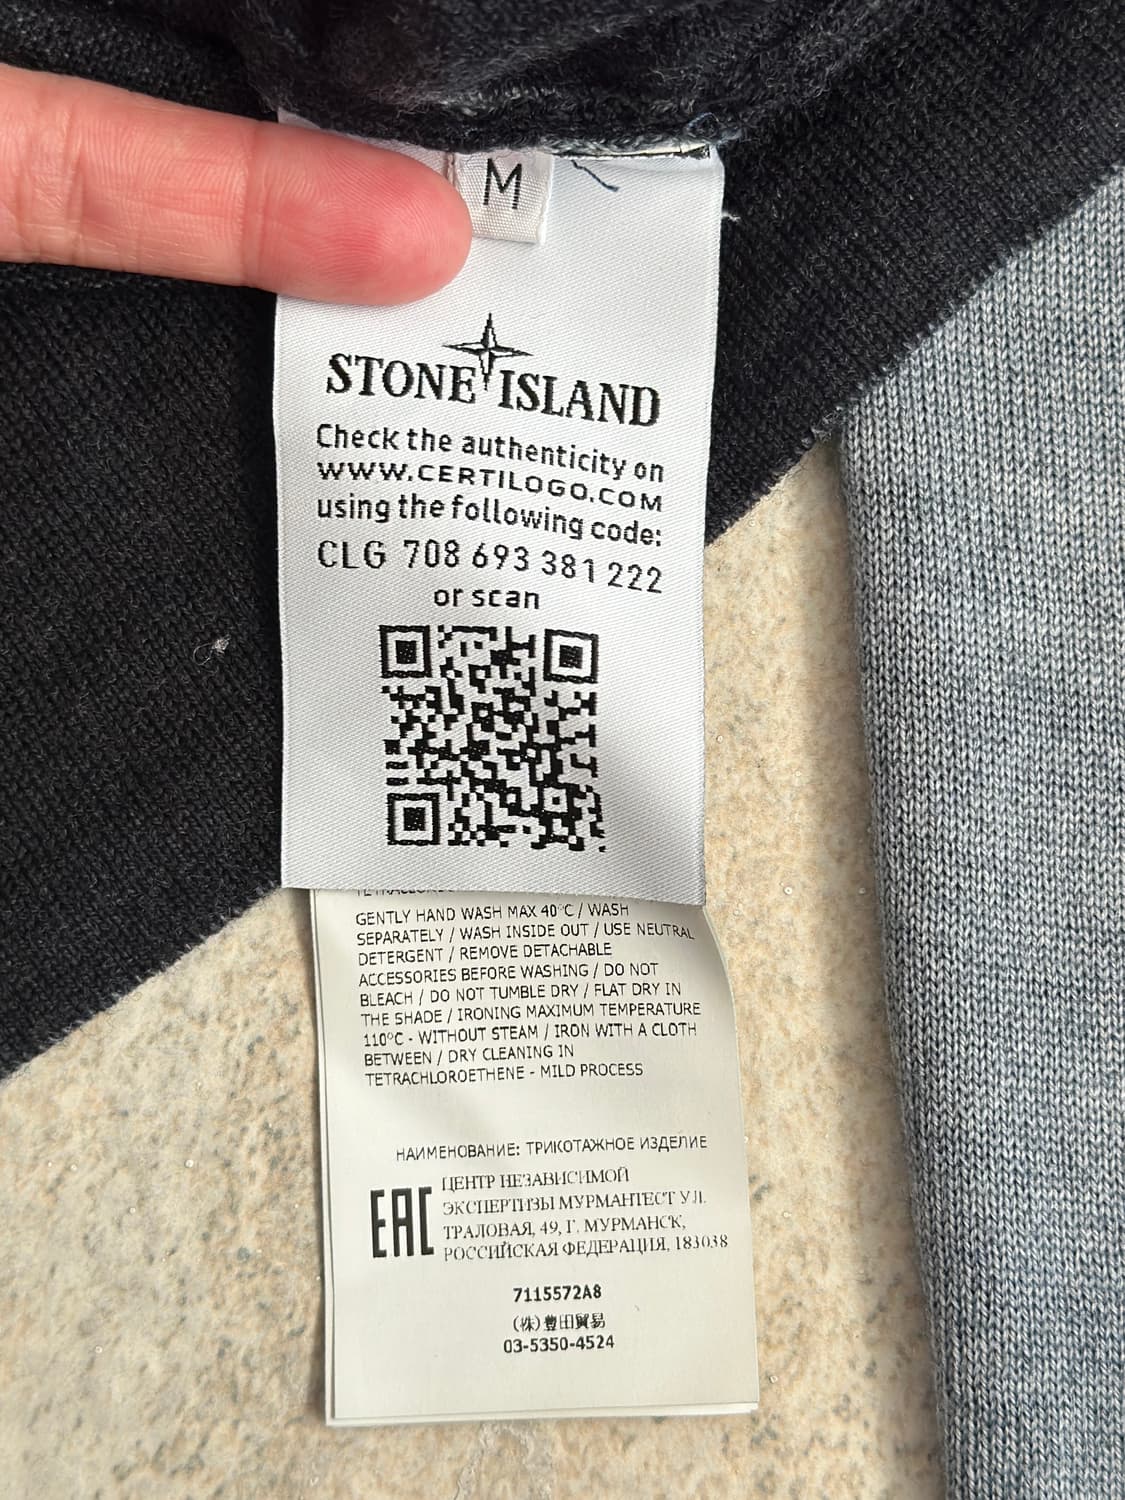 M
STONE ISLAND
Check the authenticity on
WWW.CERTILOGO.COM
using the following code:
CLG 708 693 381 222
or scan
GENTLY HAND WASH MAX 40°C / WASH
SEPARATELY / WASH INSIDE OUT / USE NEUTRAL
DETERGENT / REMOVE DETACHABLE
ACCESSORIES BEFORE WASHING / DO NOT
BLEACH / DO NOT TUMBLE DRY / FLAT DRY IN
THE SHADE / IRONING MAXIMUM TEMPERATURE
110°C - WITHOUT STEAM / IRON WITH A CLOTH
BETWEEN / DRY CLEANING IN
TETRACHLOROETHENE - MILD PROCESS
НАИМЕНОВАНИЕ: ТРИКОТАЖНОЕ ИЗДЕЛИЕ
EAC
ЦЕНТР НЕЗАВИСИМОЙ
ЭКСПЕРТИЗЫ МУРМАНТЕСТ УЛ.
ТРАЛОВАЯ, 49, Г. МУРМАНСК,
РОССИЙСКАЯ ФЕДЕРАЦИЯ, 183038
7115572A8
(株)豊田貿易
03-5350-4524